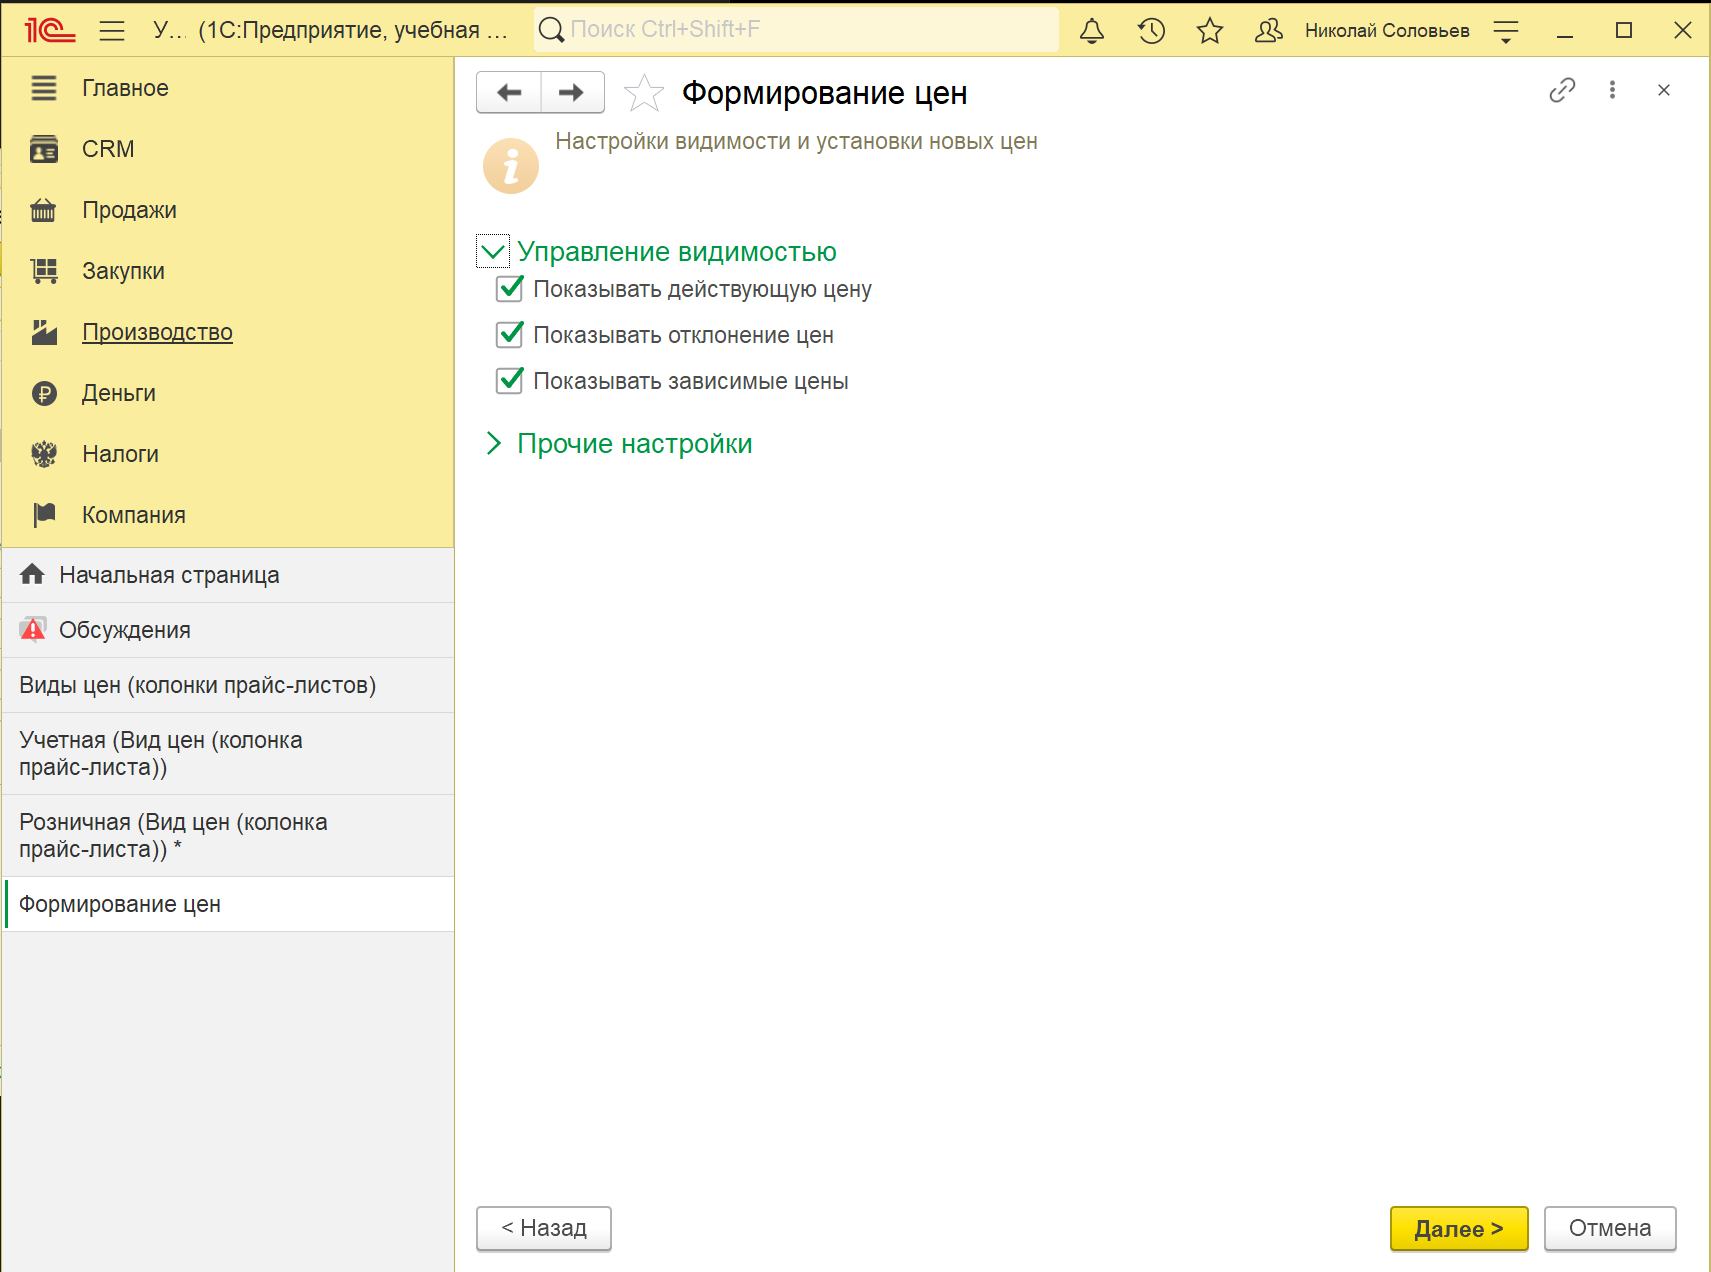 1С У... (1С:Предприятие, учебная ... Поиск Ctrl+Shift+F Николай Соловьев
Главное
CRM
Продажи
Закупки
Производство
Деньги
Налоги
Компания
Начальная страница
Обсуждения
Виды цен (колонки прайс-листов)
Учетная (Вид цен (колонка
прайс-листа))
Розничная (Вид цен (колонка
прайс-листа)) *
Формирование цен
Формирование цен
Настройки видимости и установки новых цен
Управление видимостью
Показывать действующую цену
Показывать отклонение цен
Показывать зависимые цены
Прочие настройки
< Назад
Далее >
Отмена